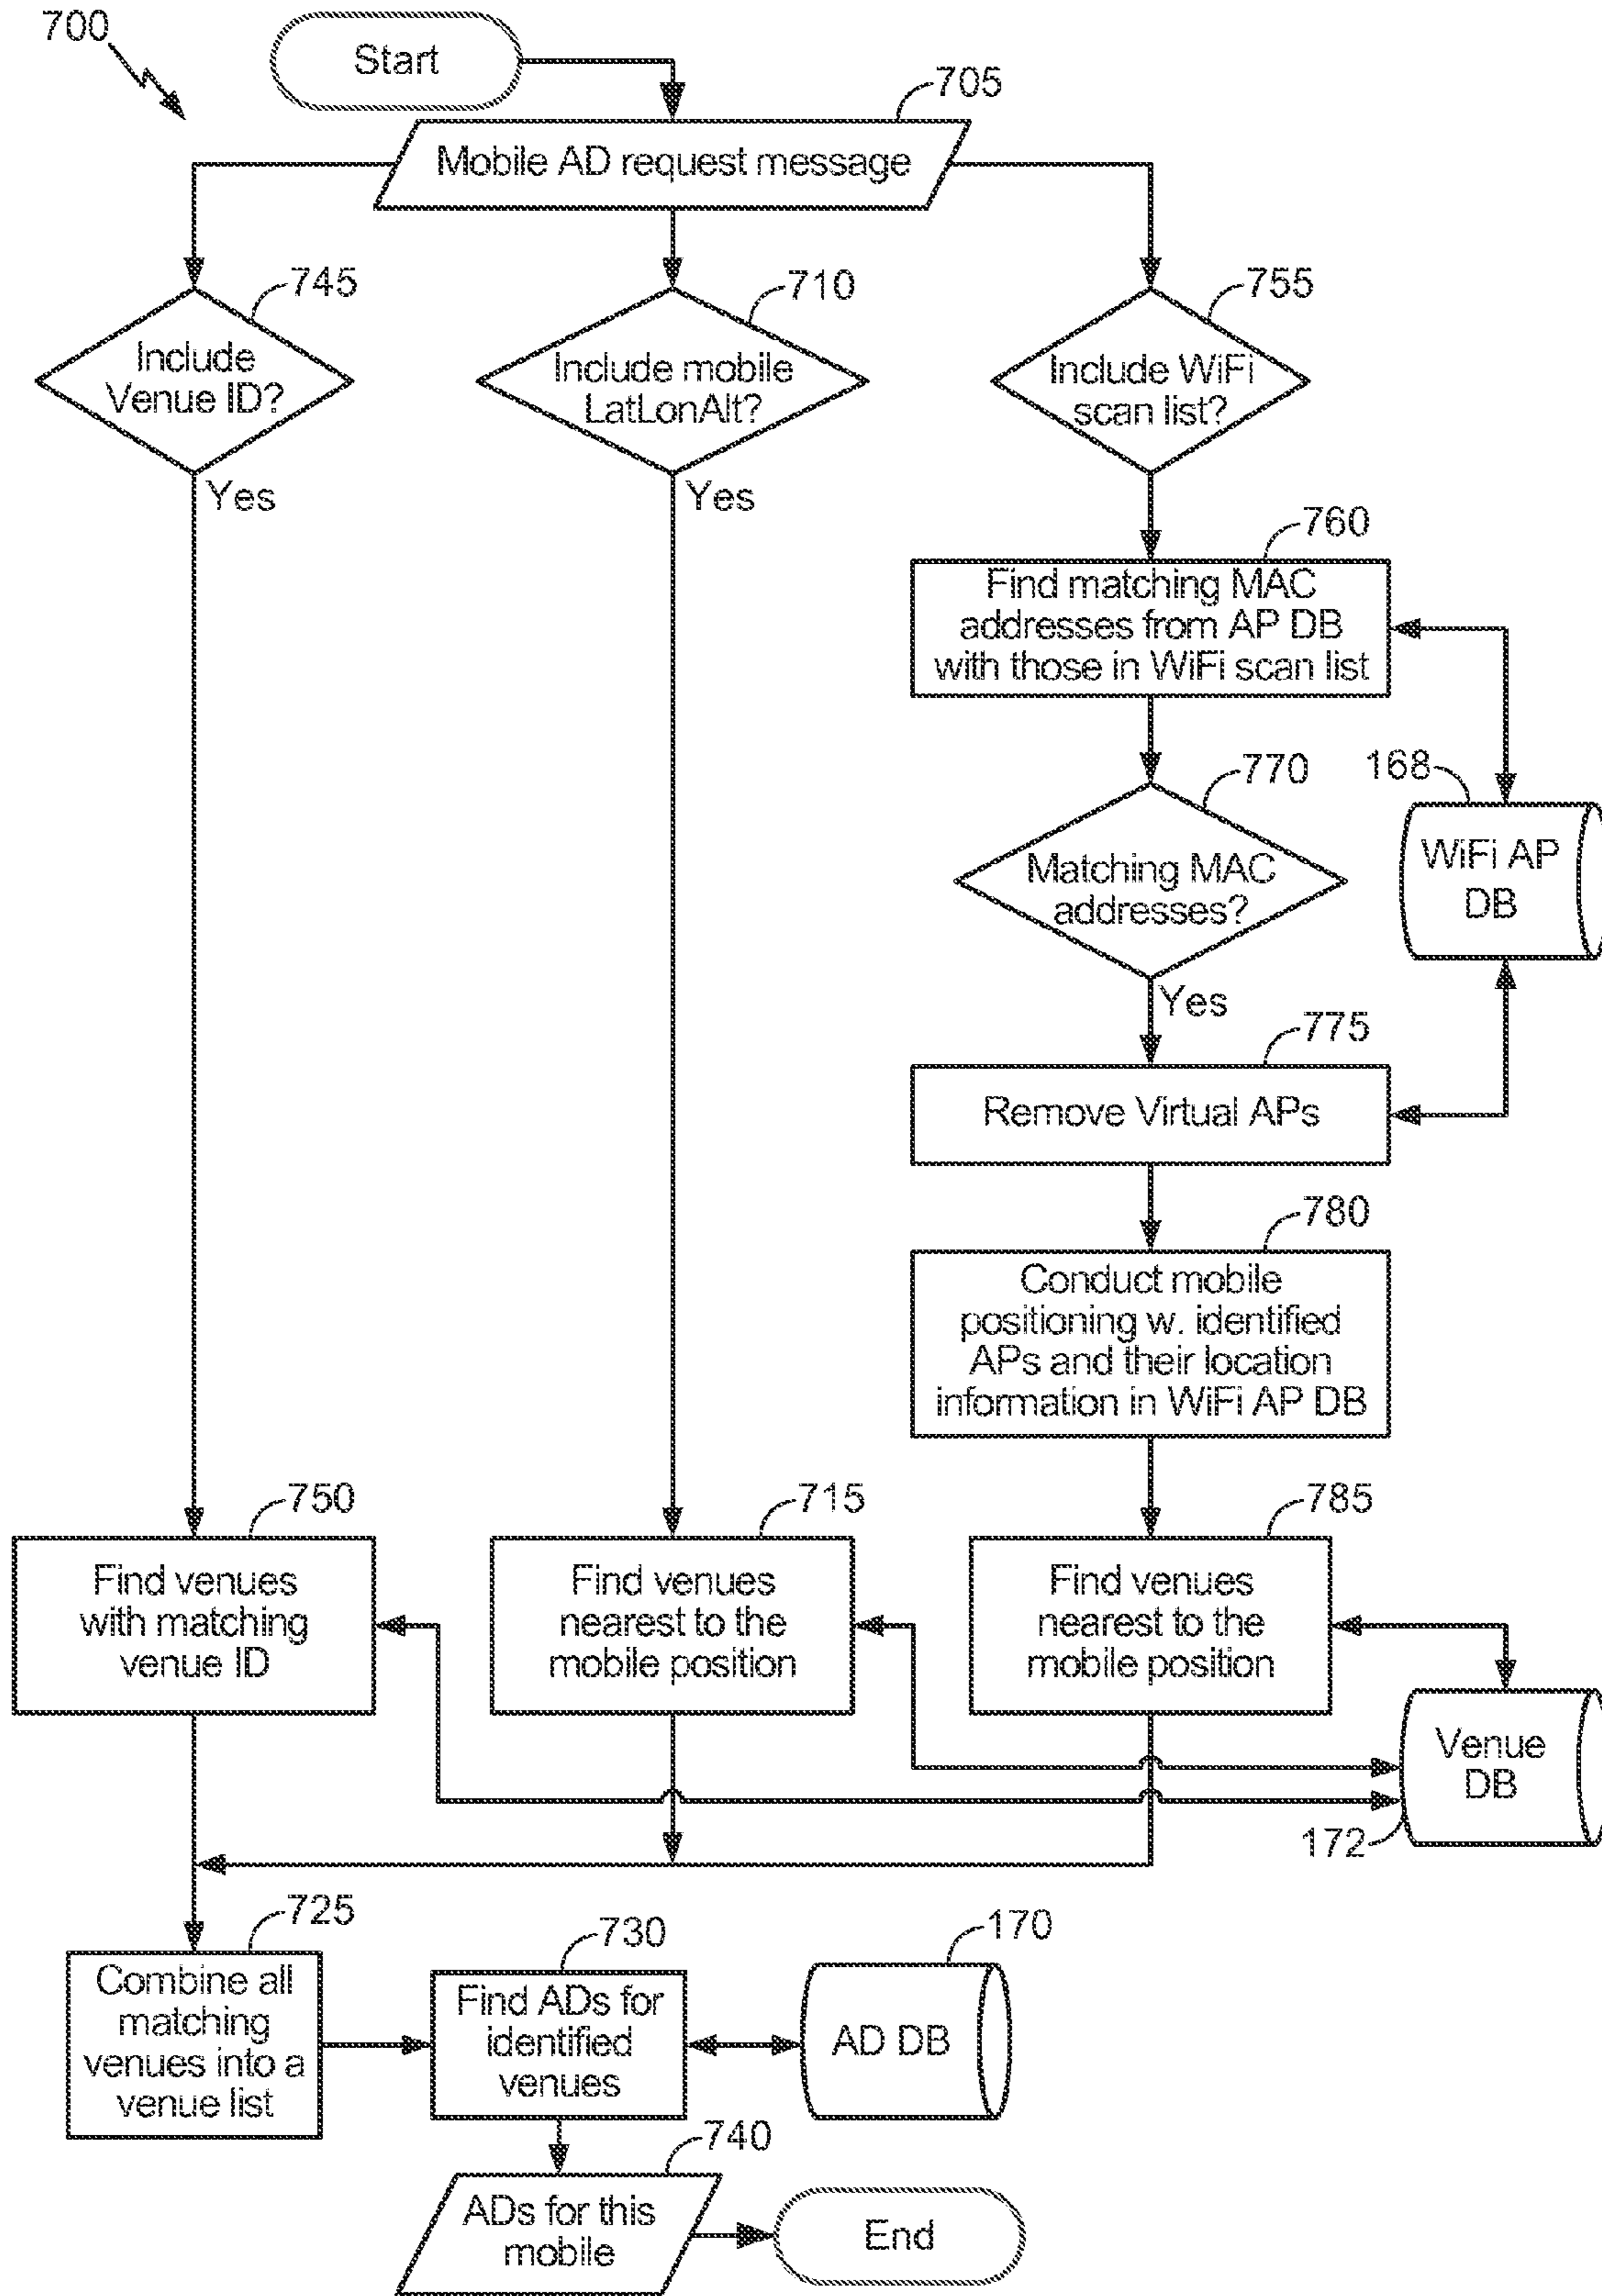 700
Start
705
Mobile AD request message
745
710
755
Include
Venue ID?
Include mobile
LatLonAlt?
Include WiFi
scan list?
Yes
Yes
760
Find matching MAC
addresses from AP DB
with those in WiFi scan list
770
168
Matching MAC
addresses?
WiFi AP
DB
Yes
775
Remove Virtual APs
780
Conduct mobile
positioning w. identified
APs and their location
information in WiFi AP DB
750
715
785
Find venues
with matching
venue ID
Find venues
nearest to the
mobile position
Find venues
nearest to the
mobile position
Venue
DB
172
725
730
170
Combine all
matching
venues into a
venue list
Find ADs for
identified
venues
AD DB
740
ADs for this
mobile
End